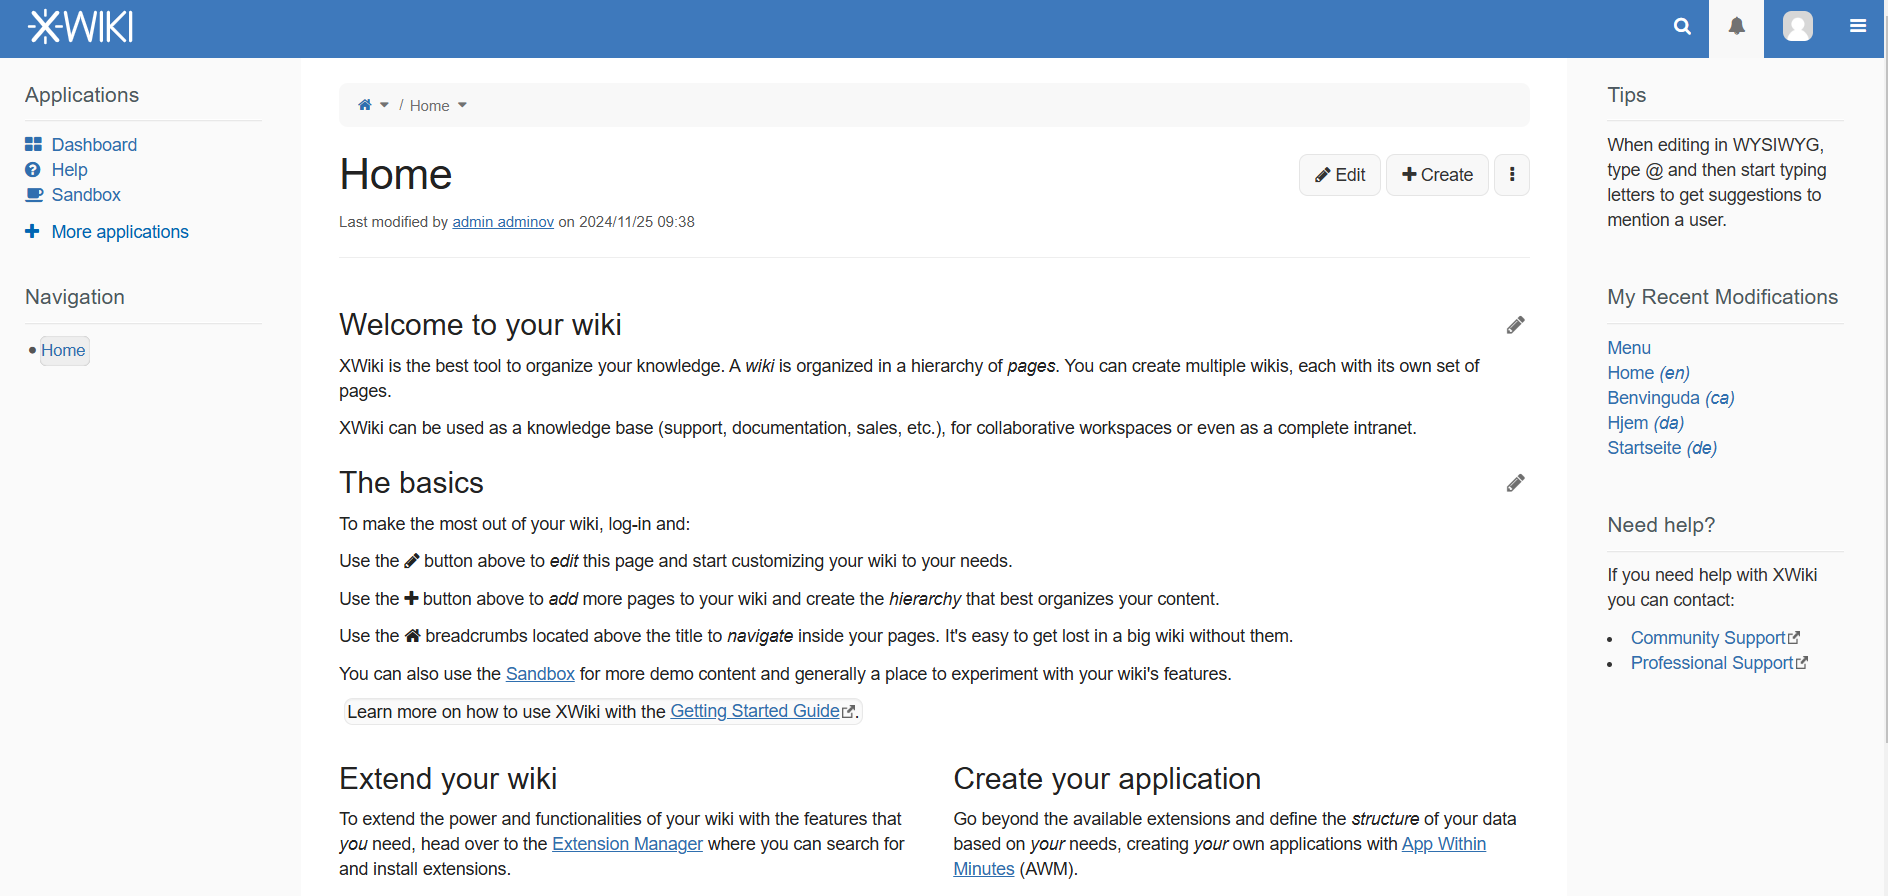 XWIKI
Applications
Dashboard
Help
Sandbox
More applications
Navigation
Home
/ Home
Home
Edit
Create
Last modified by admin adminov on 2024/11/25 09:38
Welcome to your wiki
XWiki is the best tool to organize your knowledge. A wiki is organized in a hierarchy of pages. You can create multiple wikis, each with its own set of
pages.
XWiki can be used as a knowledge base (support, documentation, sales, etc.), for collaborative workspaces or even as a complete intranet.
The basics
To make the most out of your wiki, log-in and:
Use the button above to edit this page and start customizing your wiki to your needs.
Use the button above to add more pages to your wiki and create the hierarchy that best organizes your content.
Use the breadcrumbs located above the title to navigate inside your pages. It's easy to get lost in a big wiki without them.
You can also use the Sandbox for more demo content and generally a place to experiment with your wiki's features.
Learn more on how to use XWiki with the Getting Started Guide.
Extend your wiki
To extend the power and functionalities of your wiki with the features that
you need, head over to the Extension Manager where you can search for
and install extensions.
Create your application
Go beyond the available extensions and define the structure of your data
based on your needs, creating your own applications with App Within
Minutes (AWM).
Tips
When editing in WYSIWYG,
type @ and then start typing
letters to get suggestions to
mention a user.
My Recent Modifications
Menu
Home (en)
Benvinguda (ca)
Hjem (da)
Startseite (de)
Need help?
If you need help with XWiki
you can contact:
Community Support
Professional Support